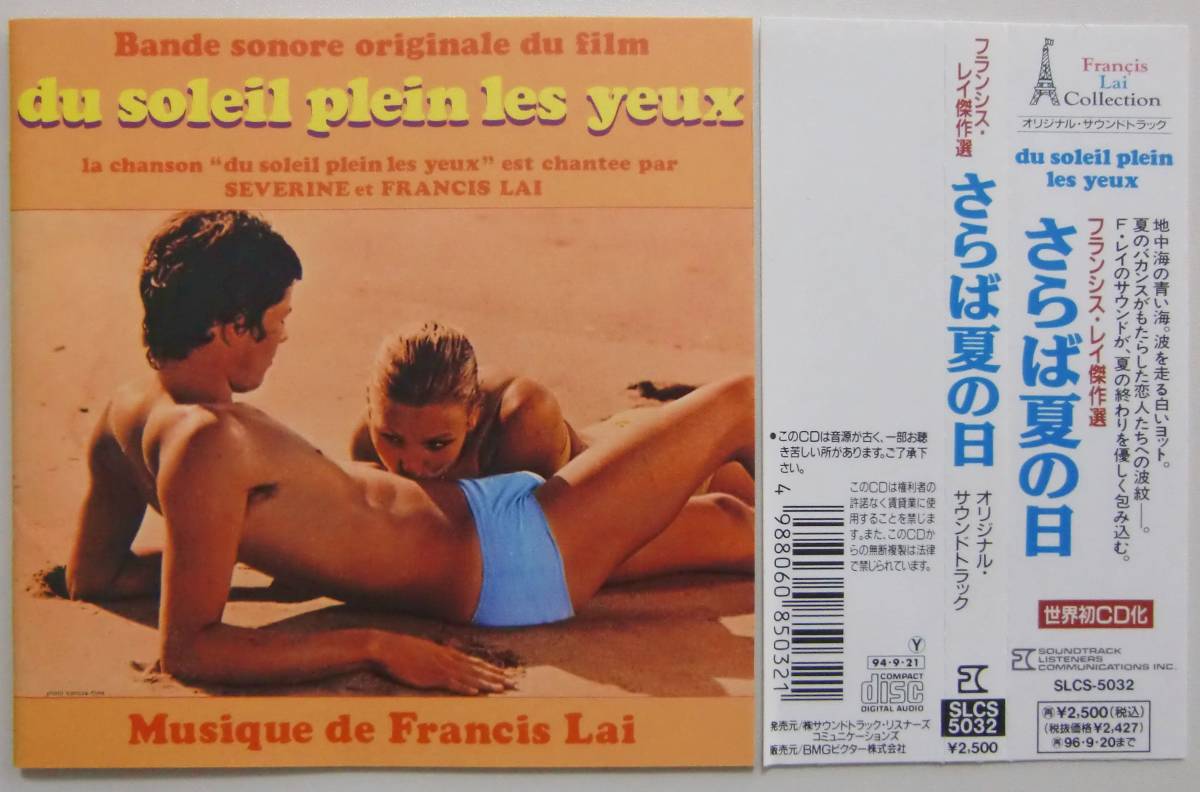 Bande sonore originale du film
du soleil plein les yeux
la chanson "du soleil plein les yeux" est chantee par
SEVERINE et FRANCIS LAI
Musique de Francis Lai
●このCDは音源が古く、一部お聴
き苦しい所があります。ご了承下
さい。
このCDは権利者の
許諾なく賃貸業に使
用することを禁じま
す。また、このCDか
らの無断複製は法律
で禁じられています。
4 988060 850321
Y
94・9・21
COMPACT
disc
DIGITAL AUDIO
発売元/㈱サウンドトラック・リスナーズ
コミュニケーションズ
販売元/BMGビクター株式会社
フランシス・
レイ傑作選
さらば夏の日
オリジナル・
サウンドトラック
SLCS
5032
¥2,500
Françis
Lai
Collection
オリジナル・サウンドトラック
du soleil plein
les yeux
地中海の青い海。波を走る白いヨット。
夏のバカンスがもたらした恋人たちへの波紋——。
F・レイのサウンドが、夏の終わりを優しく包み込む。
フランシス・レイ傑作選
さらば夏の日
世界初CD化
SOUNDTRACK
LISTENERS
COMMUNICATIONS INC.
SLCS-5032
¥2,500(税込)
(税抜価格¥2,427)
96・9・20まで